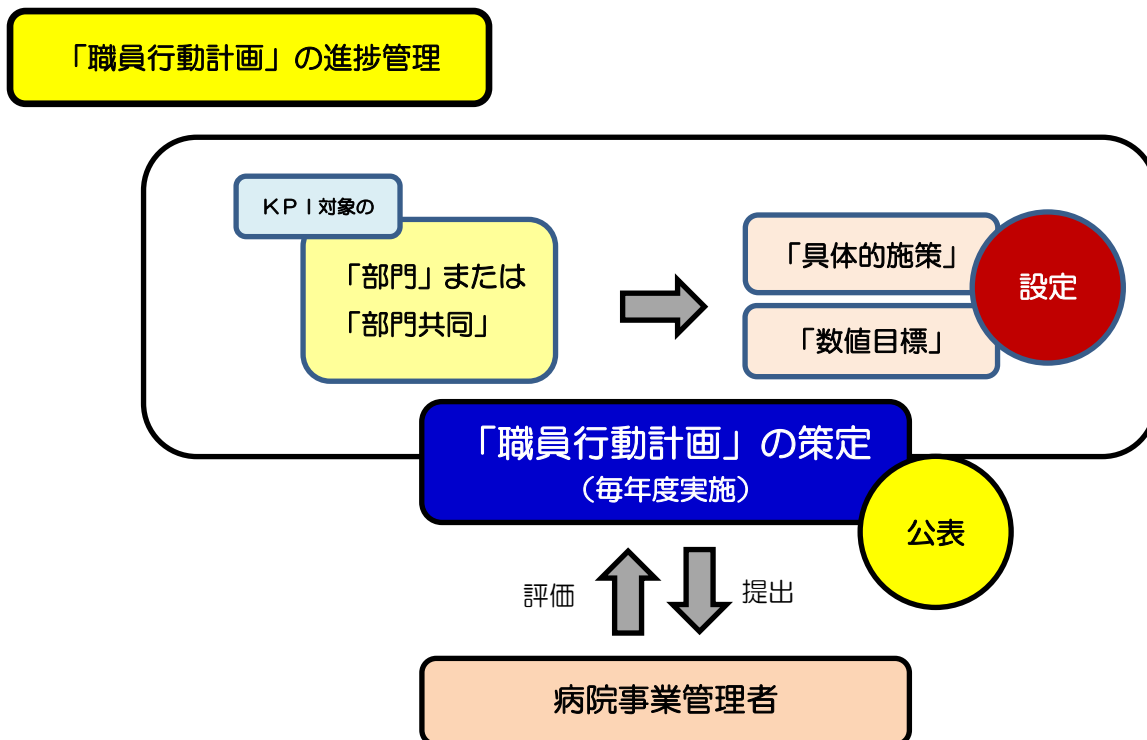 「職員行動計画」の進捗管理
KPI対象の
「部門」または
「部門共同」
「具体的施策」
「数値目標」
設定
「職員行動計画」の策定
（毎年度実施）
公表
評価
提出
病院事業管理者